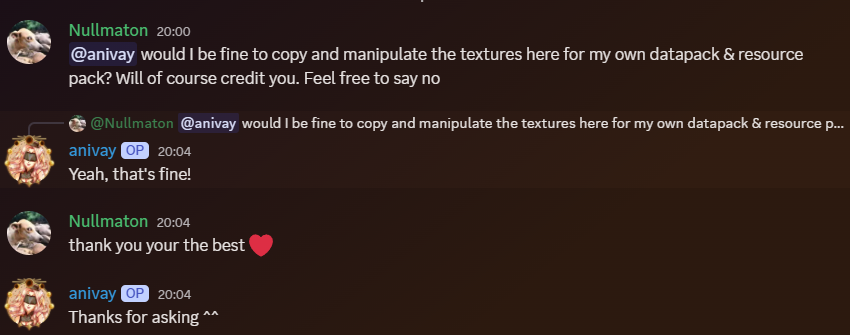 Nullmaton 20:00
@anivay would I be fine to copy and manipulate the textures here for my own datapack & resource
pack? Will of course credit you. Feel free to say no
@Nullmaton @anivay would I be fine to copy and manipulate the textures here for my own datapack & resource p...
anivay OP 20:04
Yeah, that's fine!
Nullmaton 20:04
thank you your the best ❤️
anivay OP 20:04
Thanks for asking ^^